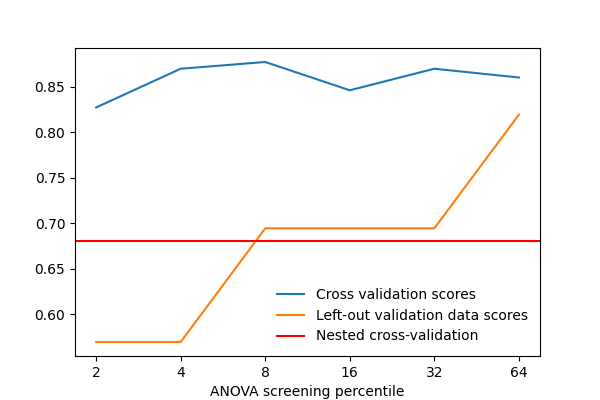 0.85
0.80
0.75
0.70
0.65
0.60
Cross validation scores
Left-out validation data scores
Nested cross-validation
2 4 8 16 32 64
ANOVA screening percentile